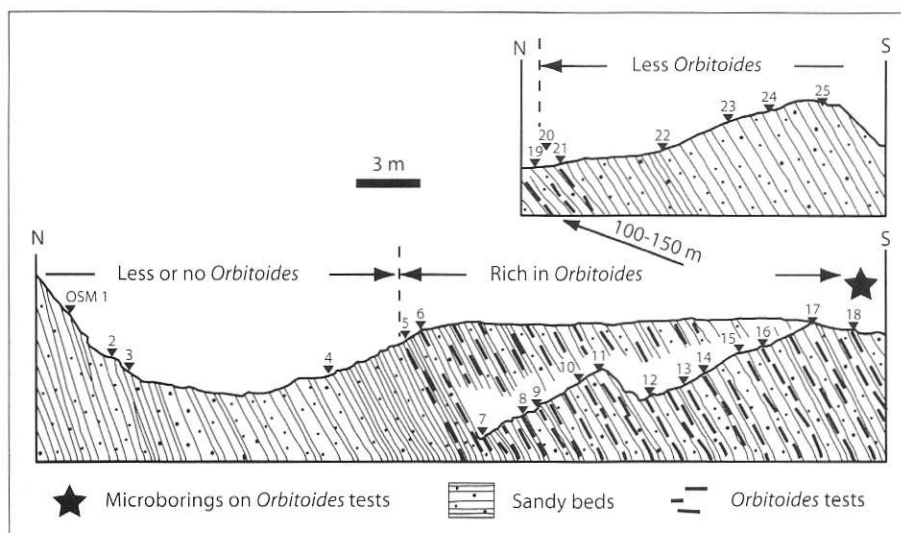 N S
Less Orbitoides
19 20 21 22 23 24 25
3 m
100-150 m
N S
Less or no Orbitoides Rich in Orbitoides
OSM 1 2 3 4 5 6 7 8 9 10 11 12 13 14 15 16 17 18
Microborings on Orbitoides tests Sandy beds Orbitoides tests